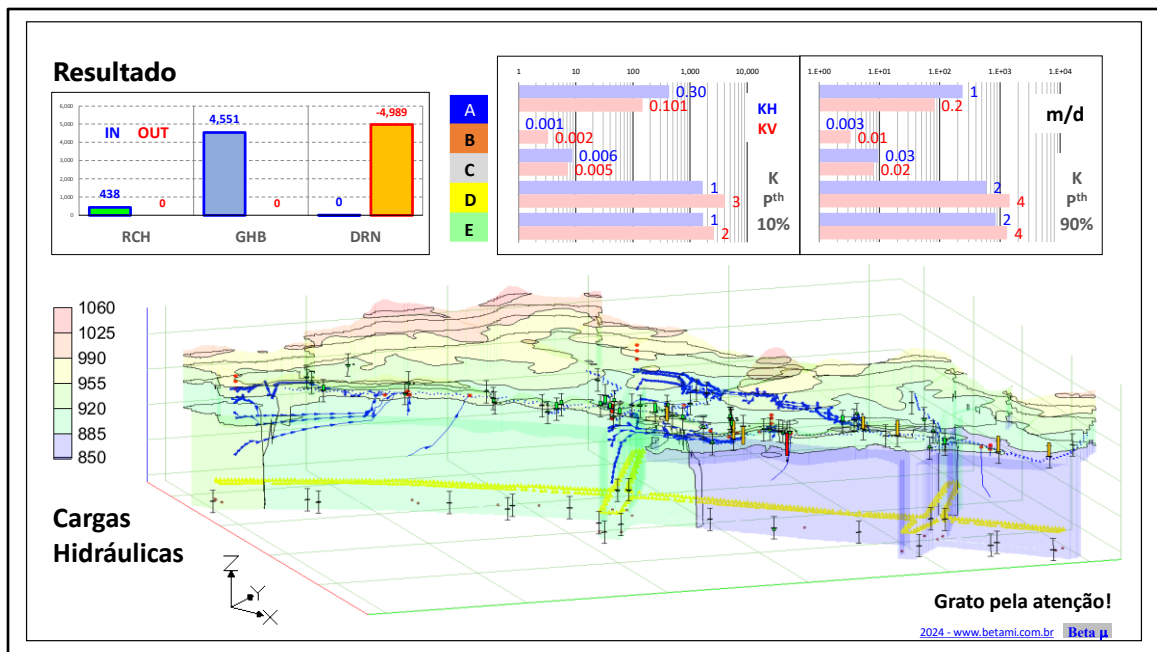 Resultado
6,000
5,000
4,000
3,000
2,000
1,000
0
IN OUT
438
0
4,551
0
0
-4,989
RCH GHB DRN
A
B
C
D
E
1 10 100 1,000 10,000
0.30
0.101
0.001
0.002
0.006
0.005
1
3
1
2
KH
KV
K
Pth
10%
1.E+00 1.E+01 1.E+02 1.E+03 1.E+04
1
0.2
0.003
0.01
0.03
0.02
2
4
2
4
m/d
K
Pth
90%
1060
1025
990
955
920
885
850
Cargas
Hidráulicas
Z
Y
X
Grato pela atenção!
2024 - www.betami.com.br Beta μ